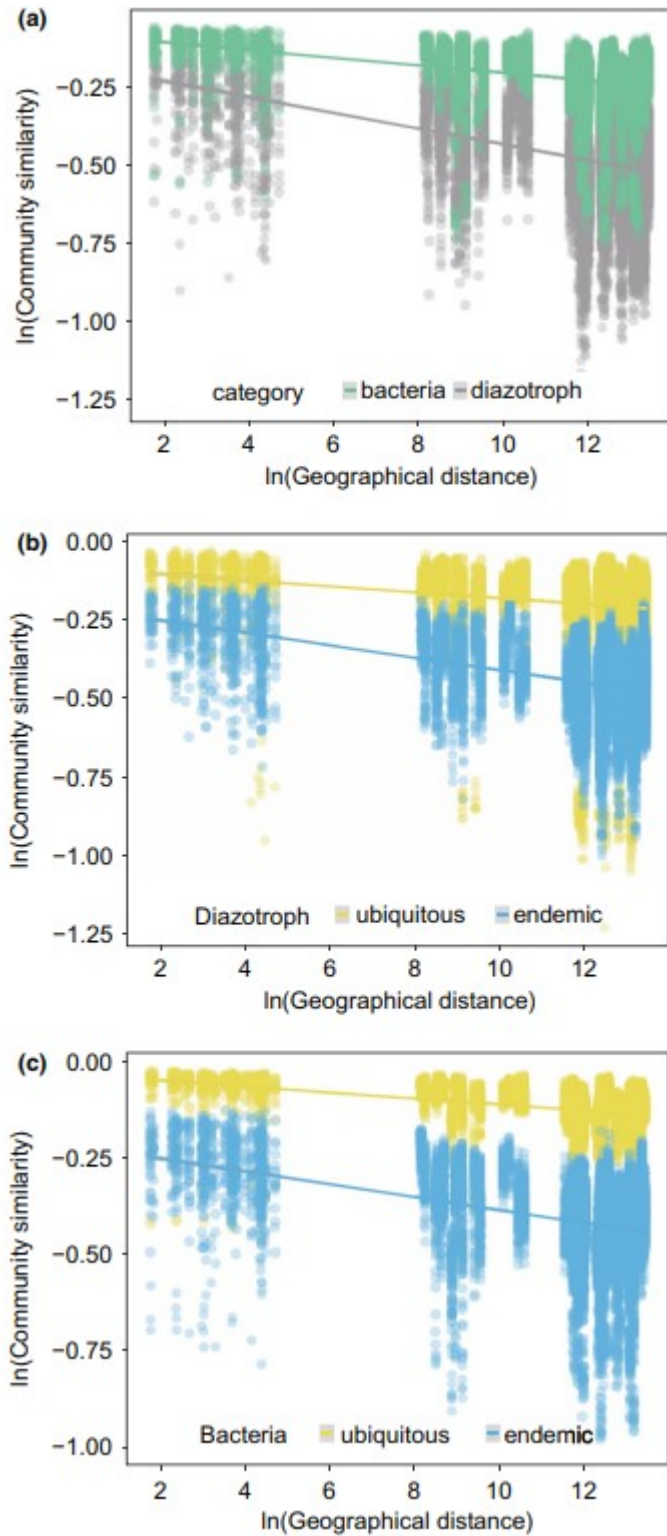 (a)
ln(Community similarity)
−0.25
−0.50
−0.75
−1.00
−1.25
category bacteria diazotroph
2 4 6 8 10 12
ln(Geographical distance)
(b)
ln(Community similarity)
0.00
−0.25
−0.50
−0.75
−1.00
−1.25
Diazotroph ubiquitous endemic
2 4 6 8 10 12
ln(Geographical distance)
(c)
ln(Community similarity)
0.00
−0.25
−0.50
−0.75
−1.00
Bacteria ubiquitous endemic
2 4 6 8 10 12
ln(Geographical distance)